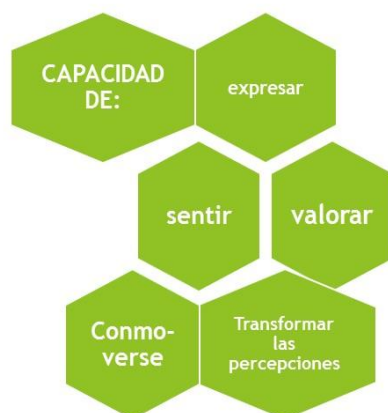 CAPACIDAD
DE:
expresar
sentir
valorar
Conmo-
verse
Transformar
las
percepciones